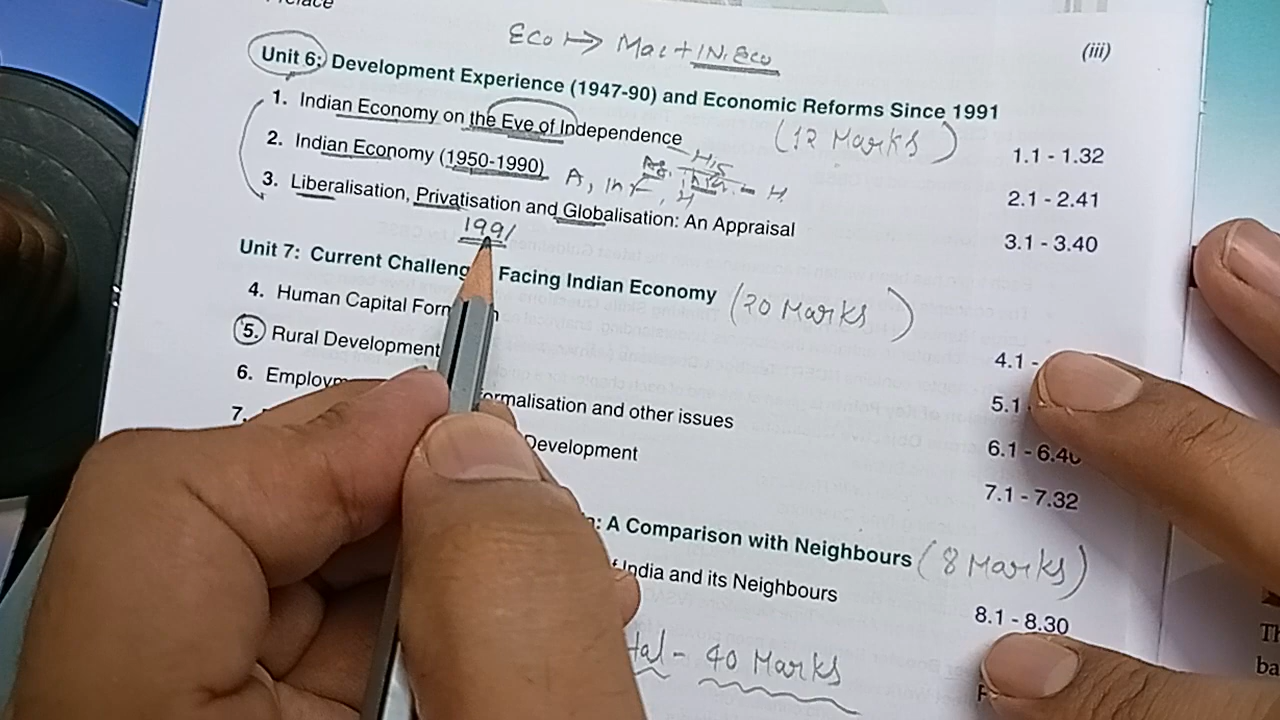 Eco → Mac + IN. Eco
(iii)
Unit 6: Development Experience (1947-90) and Economic Reforms Since 1991
1. Indian Economy on the Eve of Independence (12 Marks) 1.1 - 1.32
2. Indian Economy (1950-1990) 2.1 - 2.41
3. Liberalisation, Privatisation and Globalisation: An Appraisal 3.1 - 3.40
1991
Unit 7: Current Facing Indian Economy (20 Marks)
4. Human Capital 4.1 -
5. Rural Development 5.1
6. and other issues 6.1 - 6.40
7. Development 7.1 - 7.32
: A Comparison with Neighbours (8 Marks)
India and its Neighbours 8.1 - 8.30
- 40 Marks